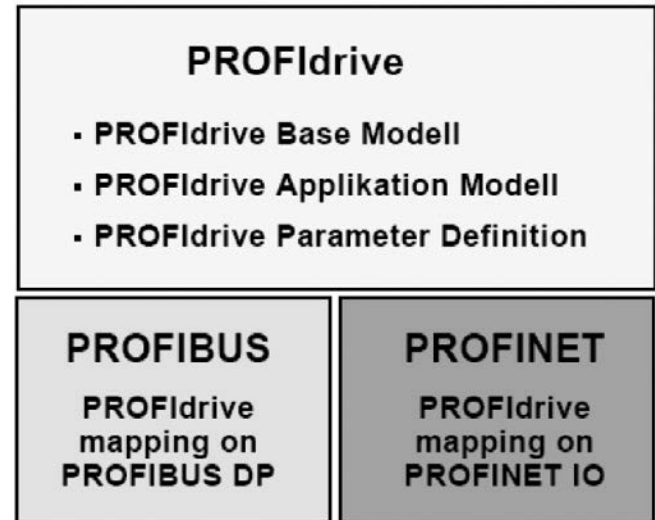 PROFIdrive
▪ PROFIdrive Base Modell
▪ PROFIdrive Applikation Modell
▪ PROFIdrive Parameter Definition
PROFIBUS
PROFIdrive
mapping on
PROFIBUS DP
PROFINET
PROFIdrive
mapping on
PROFINET IO